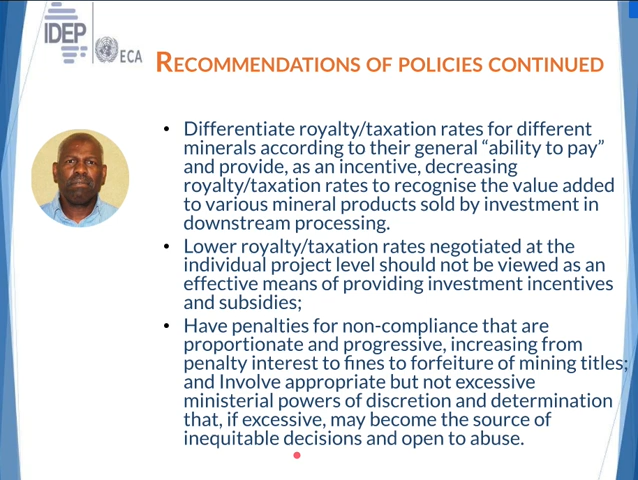 IDEP
ECA
RECOMMENDATIONS OF POLICIES CONTINUED
• Differentiate royalty/taxation rates for different
minerals according to their general “ability to pay”
and provide, as an incentive, decreasing
royalty/taxation rates to recognise the value added
to various mineral products sold by investment in
downstream processing.
• Lower royalty/taxation rates negotiated at the
individual project level should not be viewed as an
effective means of providing investment incentives
and subsidies;
• Have penalties for non-compliance that are
proportionate and progressive, increasing from
penalty interest to fines to forfeiture of mining titles;
and Involve appropriate but not excessive
ministerial powers of discretion and determination
that, if excessive, may become the source of
inequitable decisions and open to abuse.